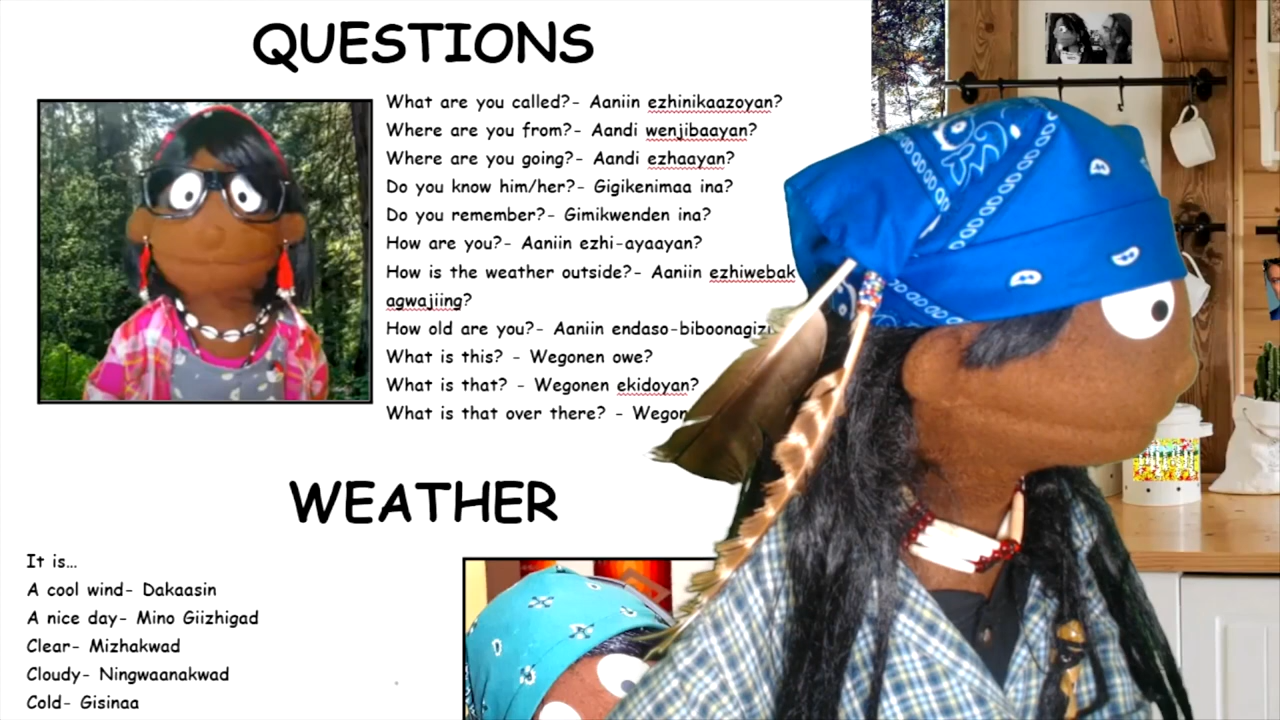 QUESTIONS
What are you called?- Aaniin ezhinikaazoyan?
Where are you from?- Aandi wenjibaayan?
Where are you going?- Aandi ezhaayan?
Do you know him/her?- Gigikenimaa ina?
Do you remember?- Gimikwenden ina?
How are you?- Aaniin ezhi-ayaayan?
How is the weather outside?- Aaniin ezhiwebak
agwajiing?
How old are you?- Aaniin
What is this? - Wegonen owe?
What is that? - Wegonen ekidoyan?
What is that over there? -
WEATHER
It is...
A cool wind- Dakaasin
A nice day- Mino Giizhigad
Clear- Mizhakwad
Cloudy- Ningwaanakwad
Cold- Gisinaa